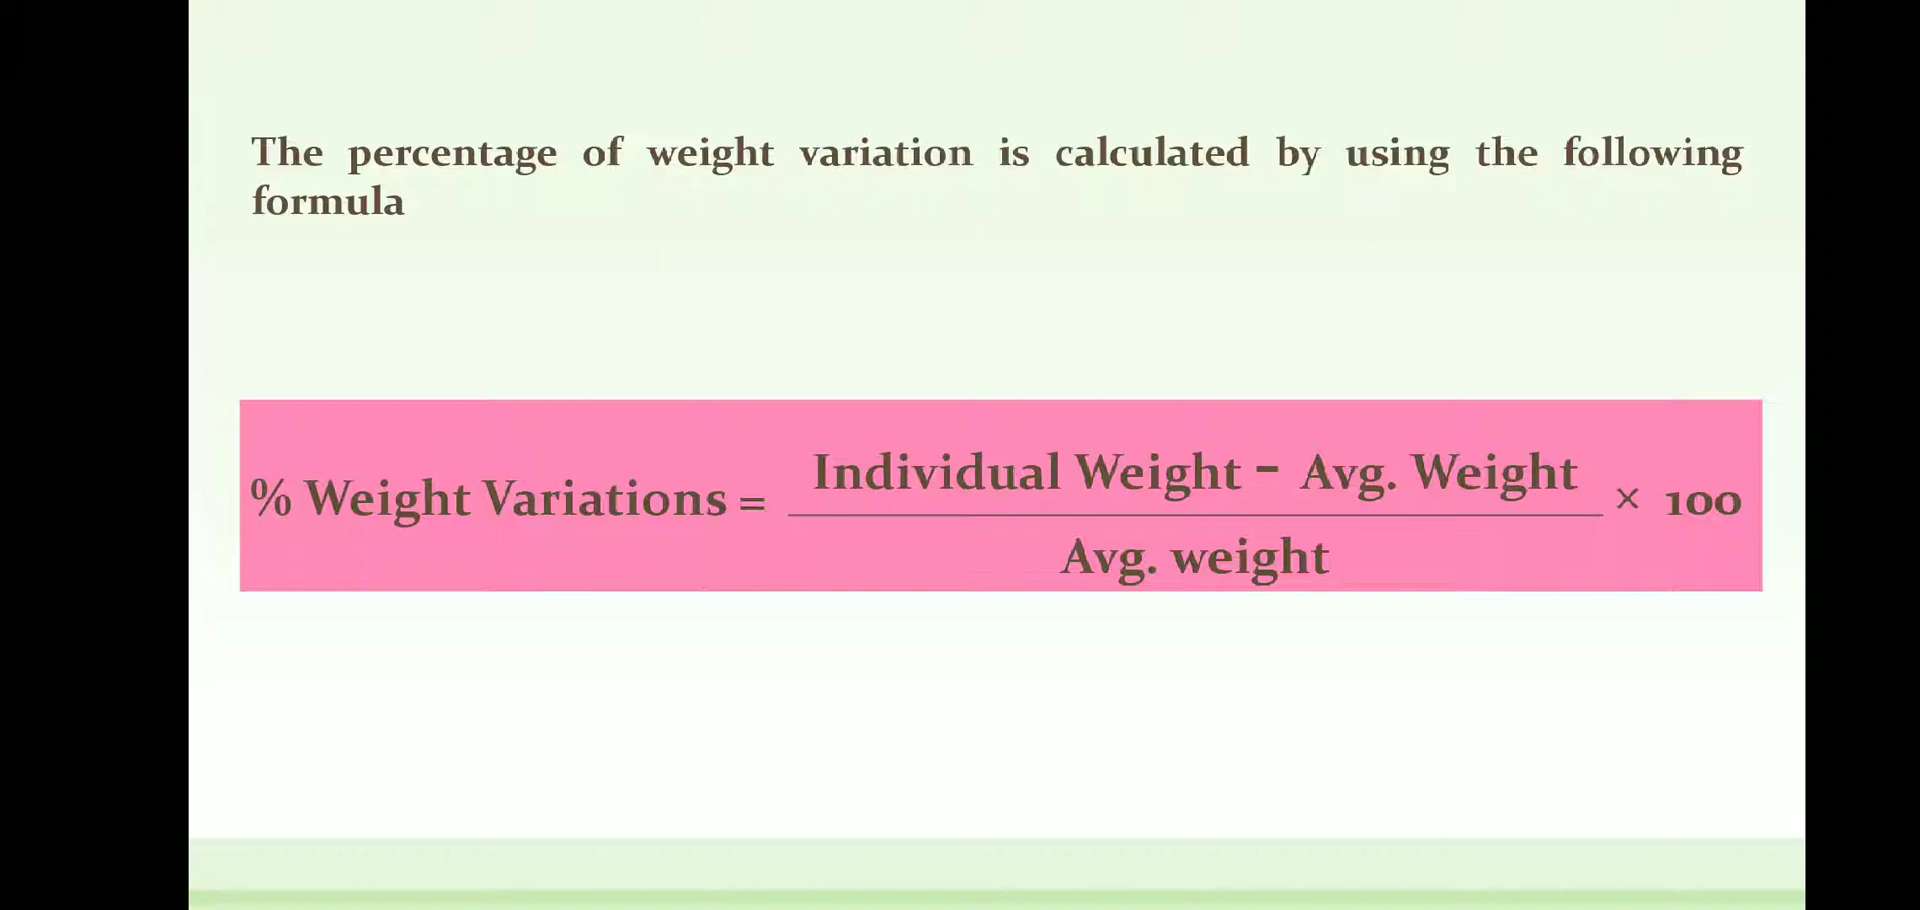 The percentage of weight variation is calculated by using the following
formula
% Weight Variations = Individual Weight – Avg. Weight × 100
Avg. weight